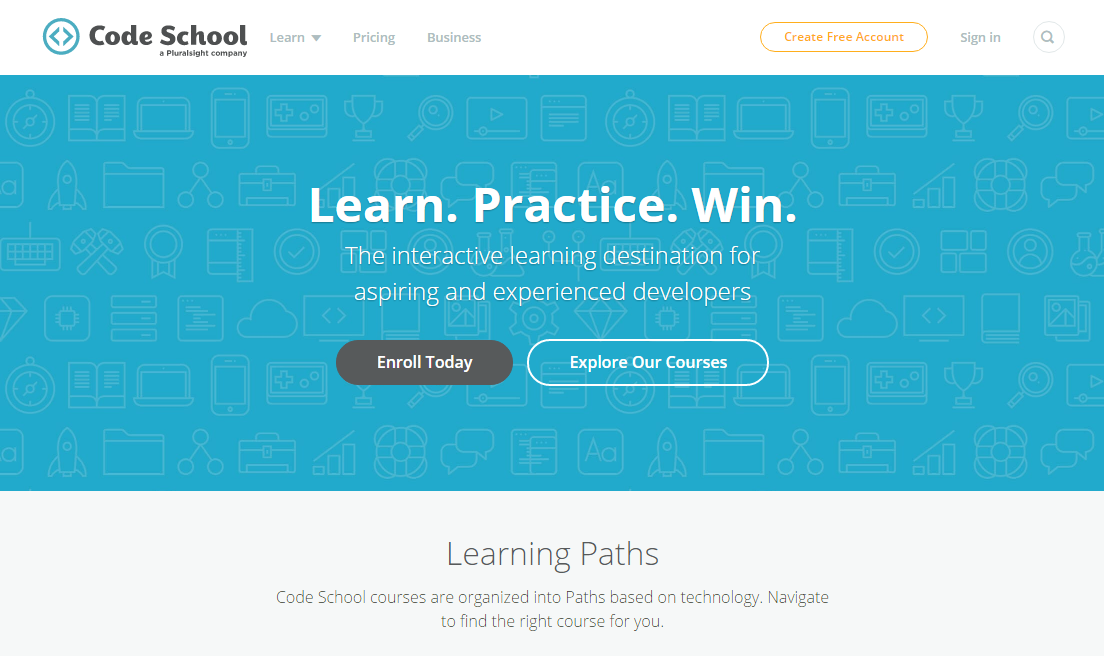 Code School
a Pluralsight company
Learn
Pricing
Business
Create Free Account
Sign in
Learn. Practice. Win.
The interactive learning destination for
aspiring and experienced developers
Enroll Today
Explore Our Courses
Aa
Learning Paths
Code School courses are organized into Paths based on technology. Navigate
to find the right course for you.